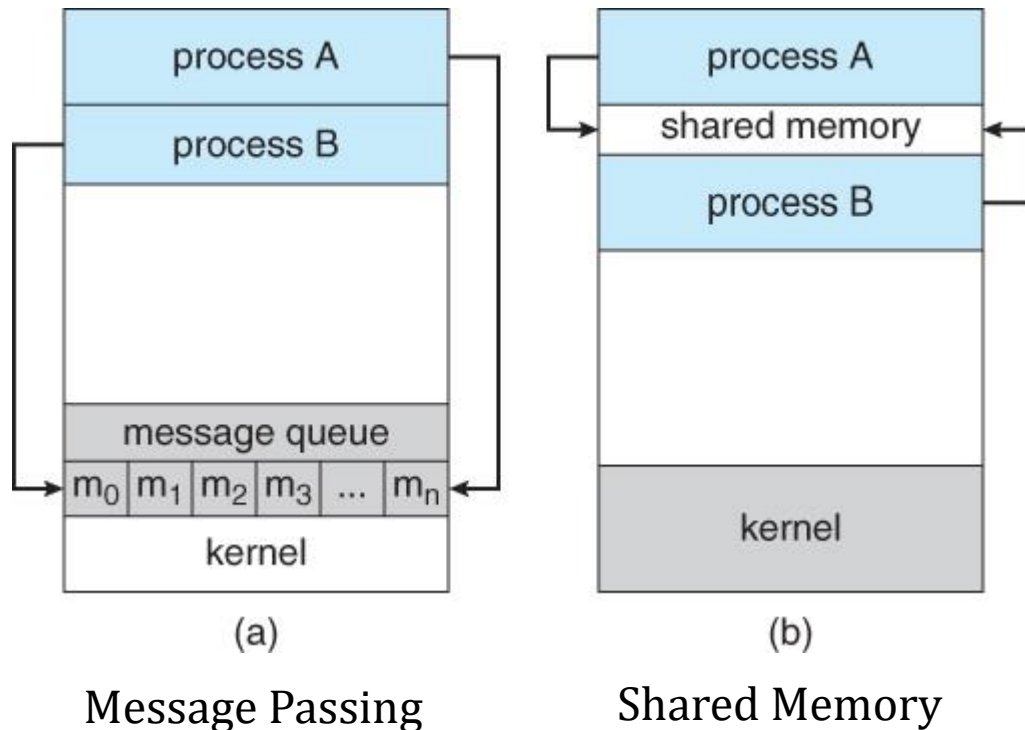 process A
process B
message queue
m₀ m₁ m₂ m₃ ... mₙ
kernel
(a)
Message Passing
process A
shared memory
process B
kernel
(b)
Shared Memory